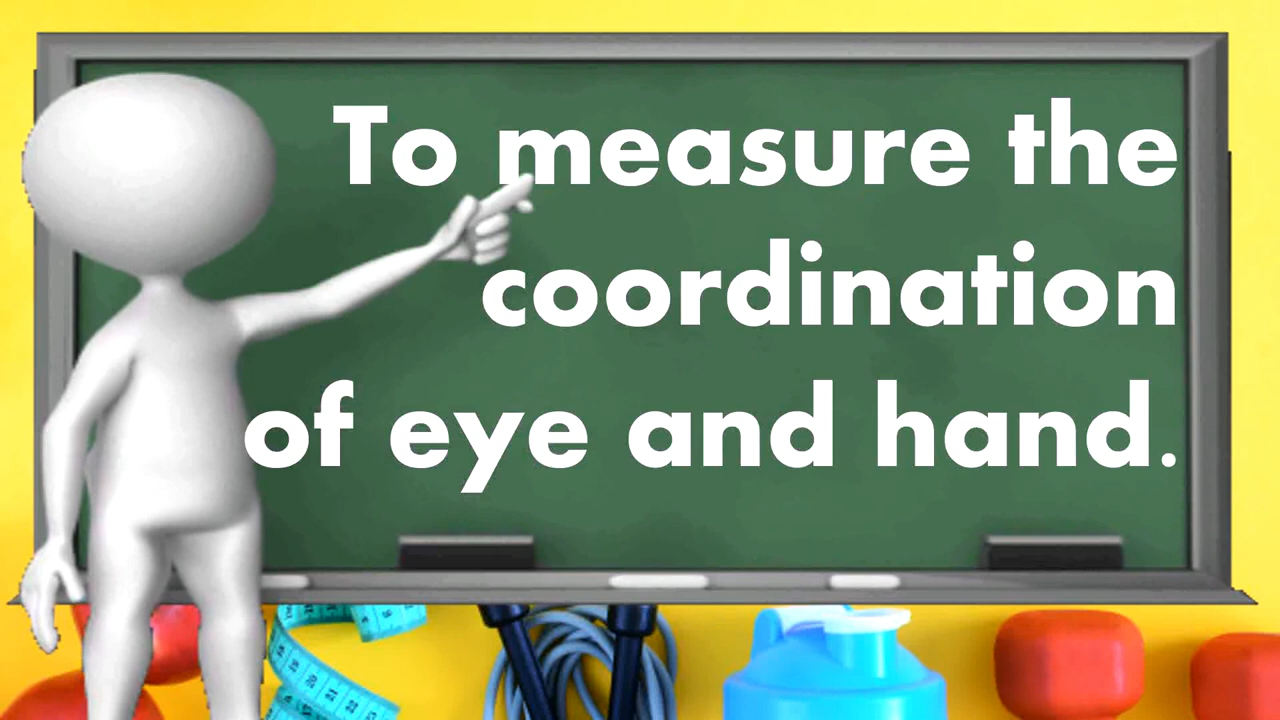 To measure the
coordination
of eye and hand.